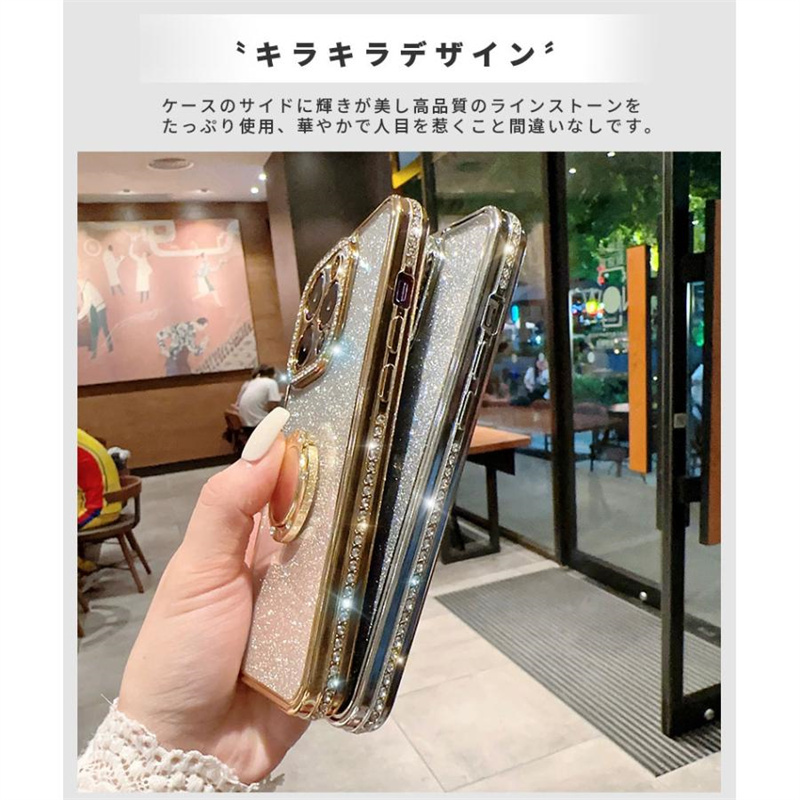 キラキラデザイン
ケースのサイドに輝きが美し高品質のラインストーンを
たっぷり使用、華やかで人目を惹くこと間違いなしです。